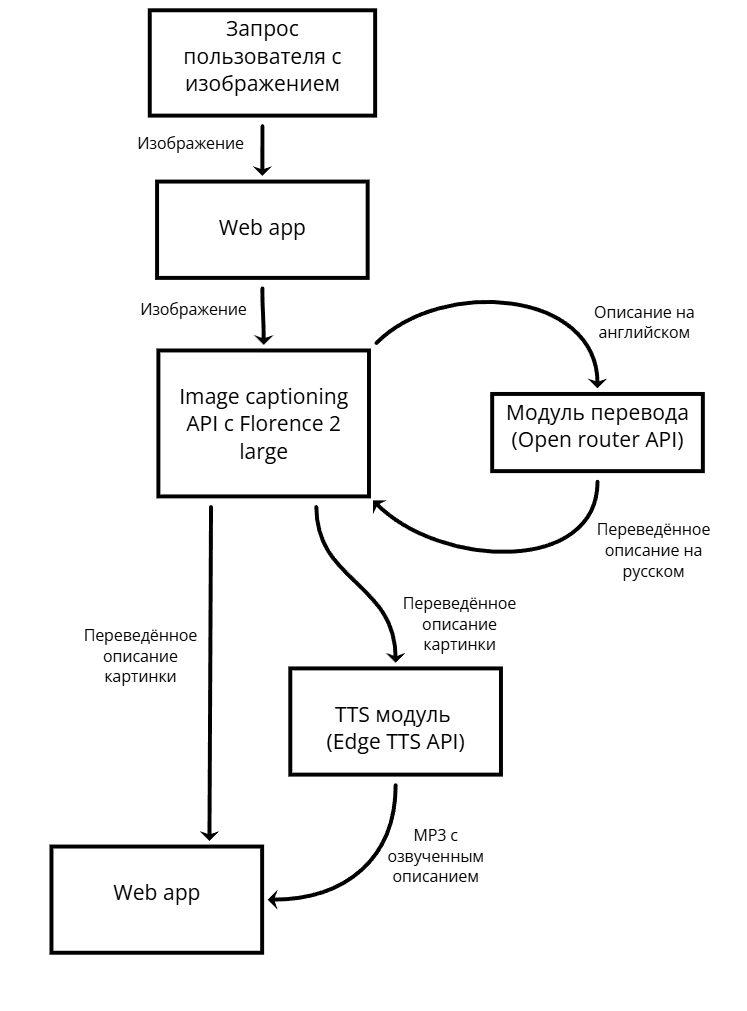 Запрос
пользователя с
изображением
Изображение
Web app
Изображение
Image captioning
API с Florence 2
large
Описание на
английском
Модуль перевода
(Open router API)
Переведённое
описание на
русском
Переведённое
описание
картинки
Переведённое
описание
картинки
TTS модуль
(Edge TTS API)
MP3 с
озвученным
описанием
Web app